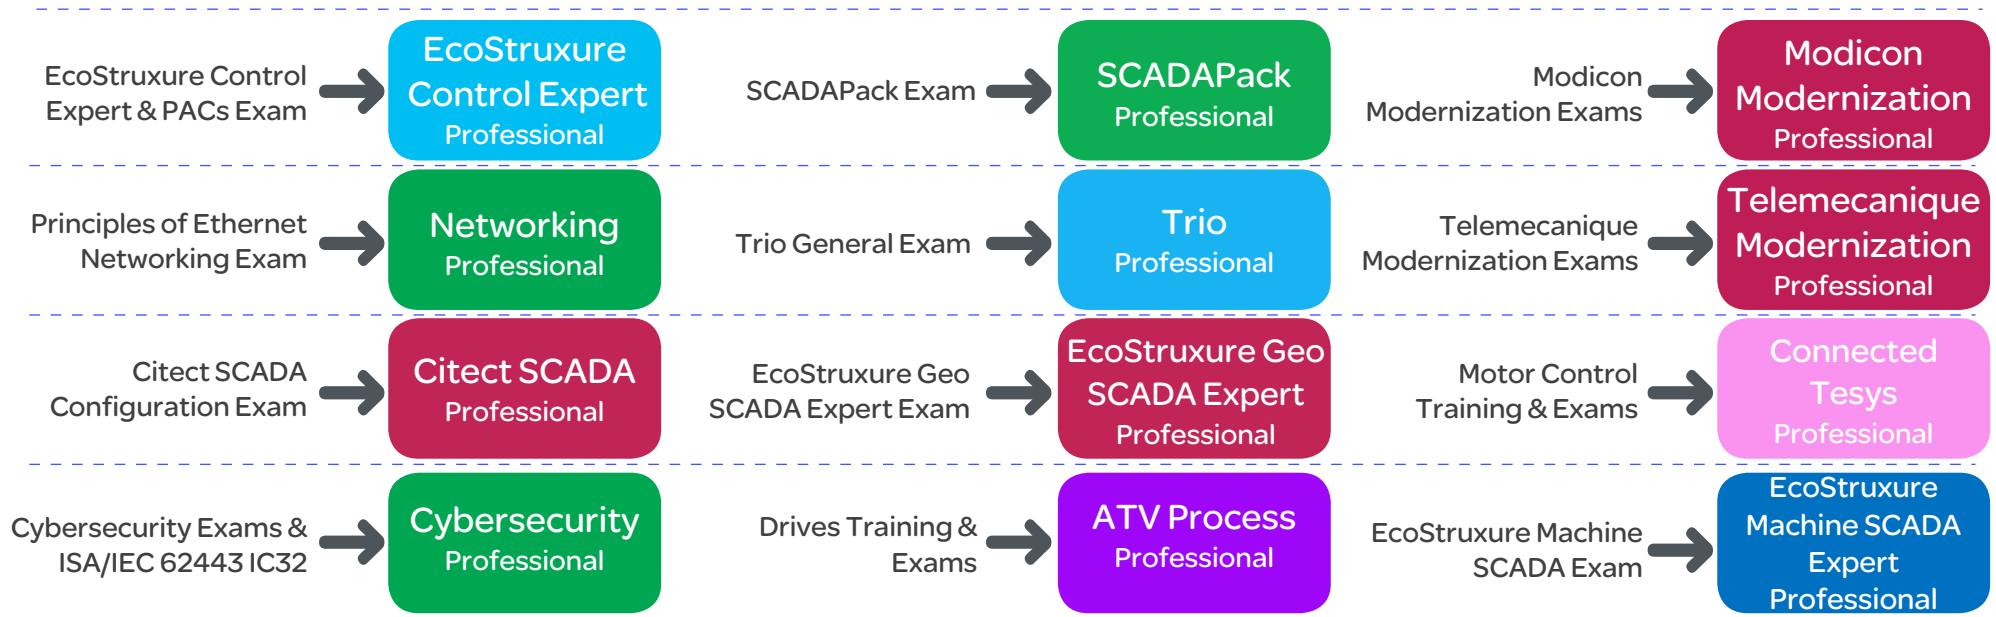 EcoStruxure Control
Expert & PACs Exam
EcoStruxure
Control Expert
Professional
SCADAPack Exam
SCADAPack
Professional
Modicon
Modernization Exams
Modicon
Modernization
Professional
Principles of Ethernet
Networking Exam
Networking
Professional
Trio General Exam
Trio
Professional
Telemecanique
Modernization Exams
Telemecanique
Modernization
Professional
Citect SCADA
Configuration Exam
Citect SCADA
Professional
EcoStruxure Geo
SCADA Expert Exam
EcoStruxure Geo
SCADA Expert
Professional
Motor Control
Training & Exams
Connected
Tesys
Professional
Cybersecurity Exams &
ISA/IEC 62443 IC32
Cybersecurity
Professional
Drives Training &
Exams
ATV Process
Professional
EcoStruxure Machine
SCADA Exam
EcoStruxure
Machine SCADA
Expert
Professional